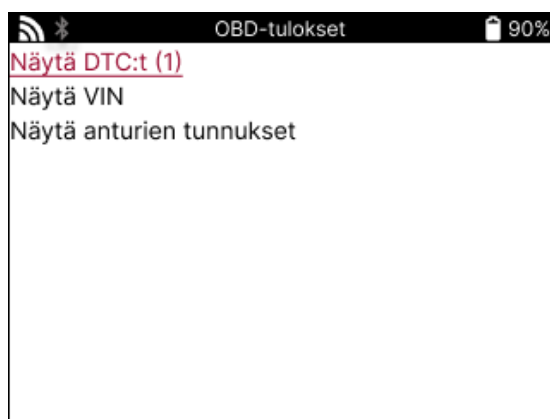 OBD-tulokset 90%
Näytä DTC:t (1)
Näytä VIN
Näytä anturien tunnukset